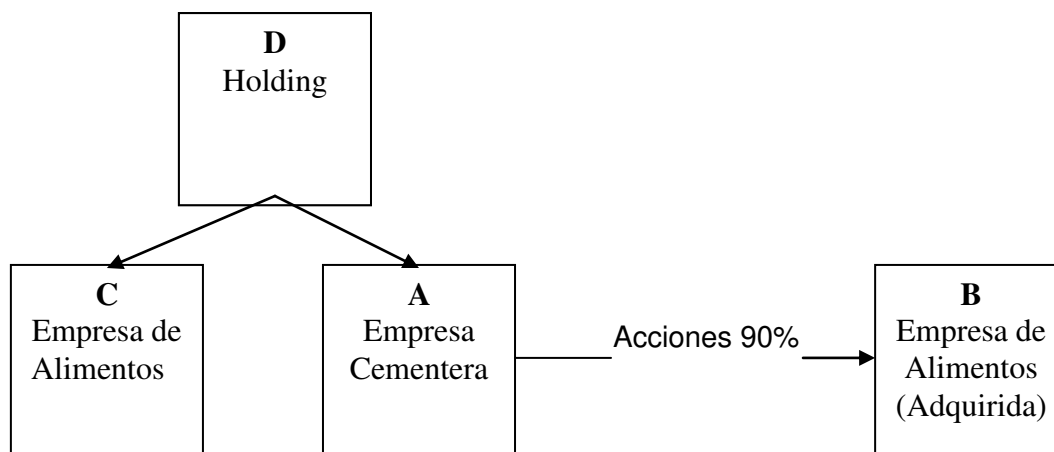 D
Holding
C
Empresa de
Alimentos
A
Empresa
Cementera
Acciones 90%
B
Empresa de
Alimentos
(Adquirida)